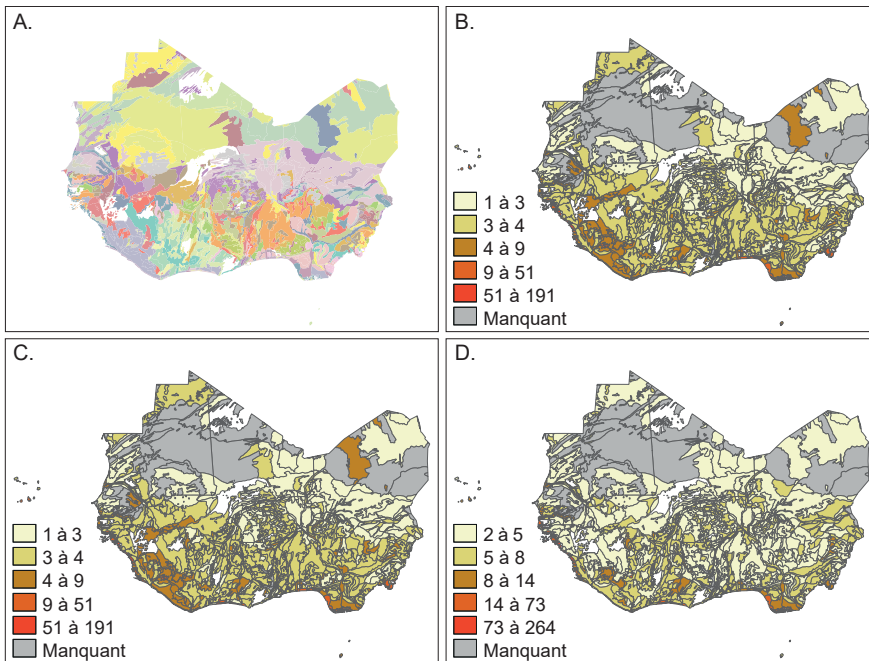 A.
B.
1 à 3
3 à 4
4 à 9
9 à 51
51 à 191
Manquant
C.
1 à 3
3 à 4
4 à 9
9 à 51
51 à 191
Manquant
D.
2 à 5
5 à 8
8 à 14
14 à 73
73 à 264
Manquant